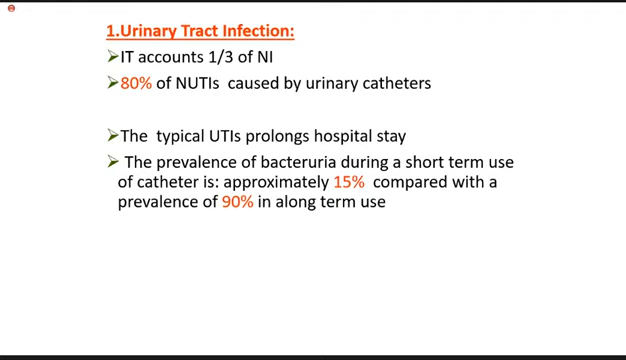 1.Urinary Tract Infection:
➢IT accounts 1/3 of NI
➢80% of NUTIs caused by urinary catheters
➢The typical UTIs prolongs hospital stay
➢ The prevalence of bacteruria during a short term use
of catheter is: approximately 15% compared with a
prevalence of 90% in along term use